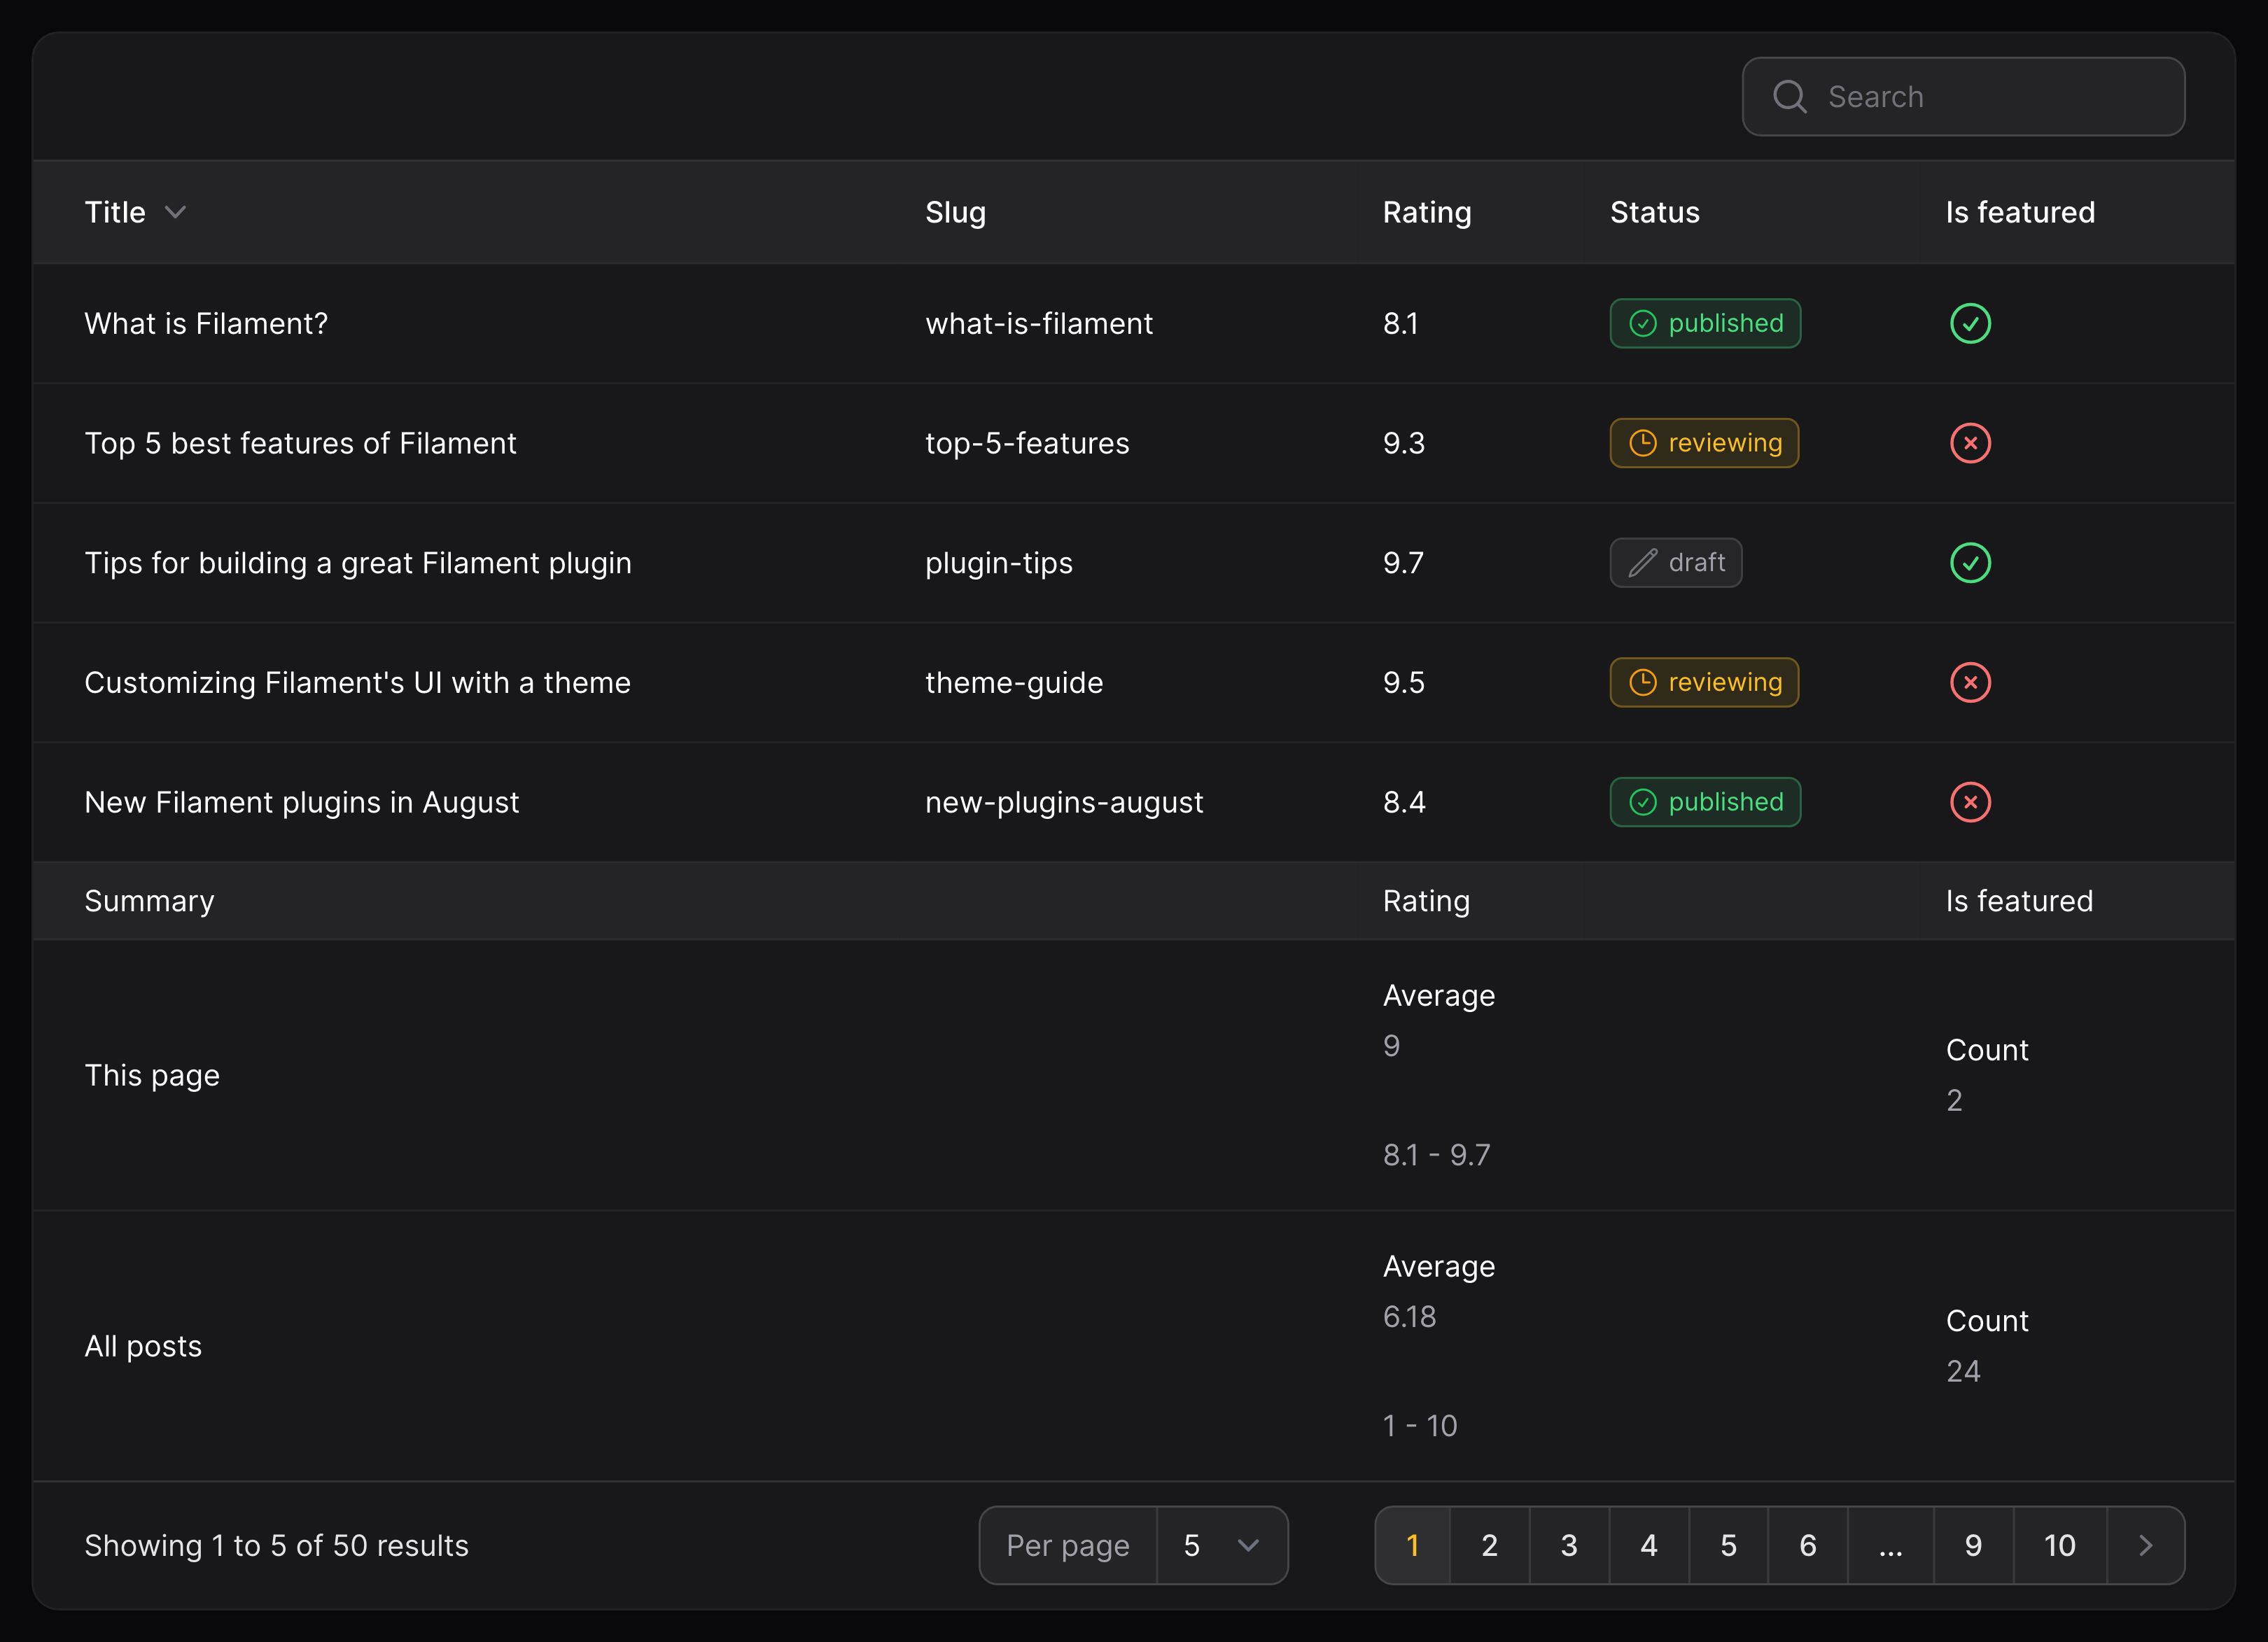 Search
Title Slug Rating Status Is featured
What is Filament? what-is-filament 8.1 published
Top 5 best features of Filament top-5-features 9.3 reviewing
Tips for building a great Filament plugin plugin-tips 9.7 draft
Customizing Filament's UI with a theme theme-guide 9.5 reviewing
New Filament plugins in August new-plugins-august 8.4 published
Summary Rating Is featured
This page
Average
9
8.1 - 9.7
Count
2
All posts
Average
6.18
1 - 10
Count
24
Showing 1 to 5 of 50 results Per page 5 1 2 3 4 5 6 ... 9 10